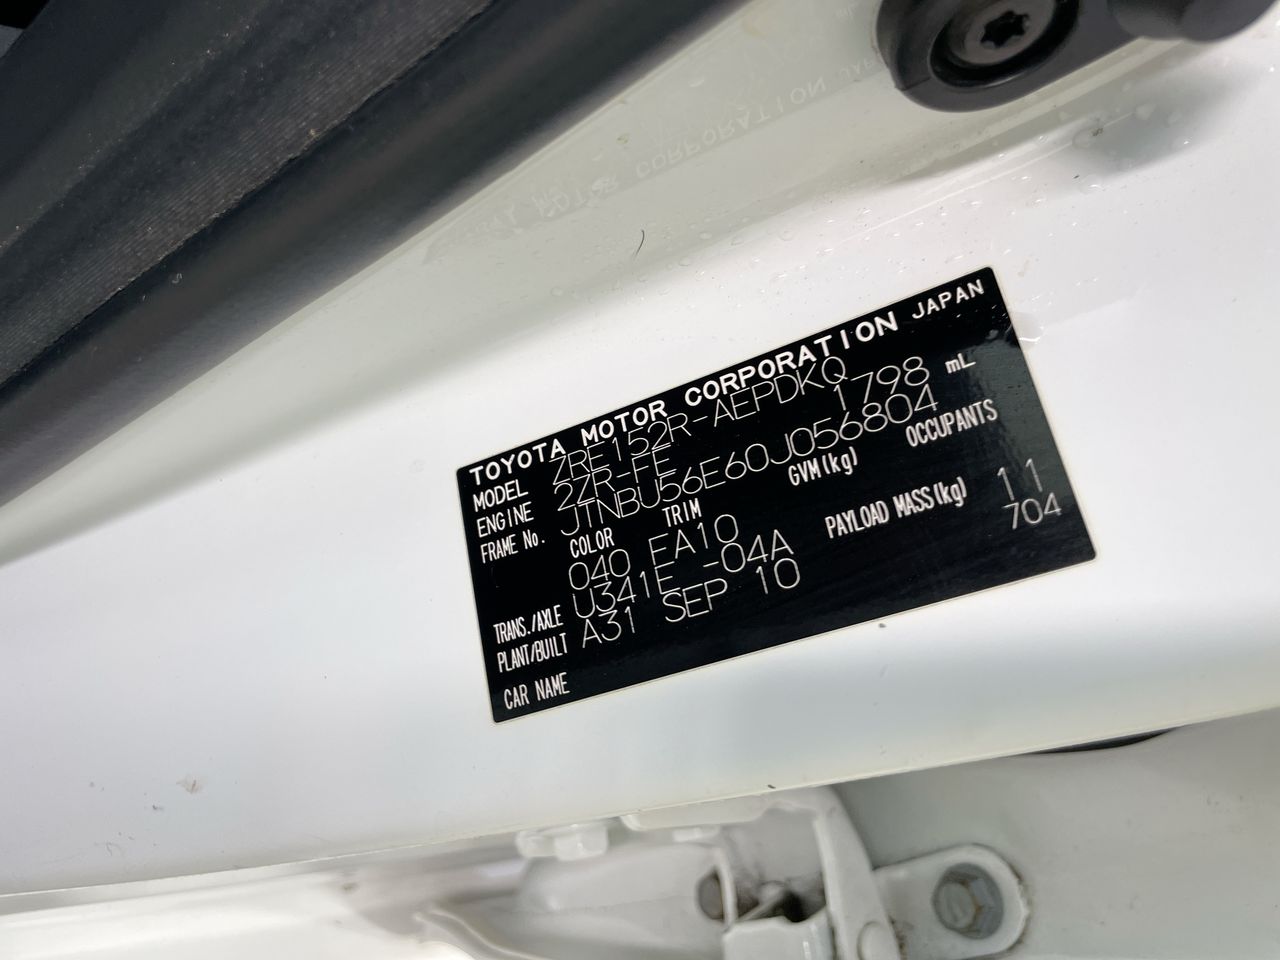 TOYOTA MOTOR CORPORATION JAPAN
MODEL ZRE152R-AEPDKQ
ENGINE 2ZR-FE 1798 mL
FRAME No. JTNBU56E60J056804
COLOR TRIM GVM(kg) OCCUPANTS
040 EA10
TRANS./AXLE U341E -04A PAYLOAD MASS(kg) 11
PLANT/BUILT A31 SEP 10 704
CAR NAME